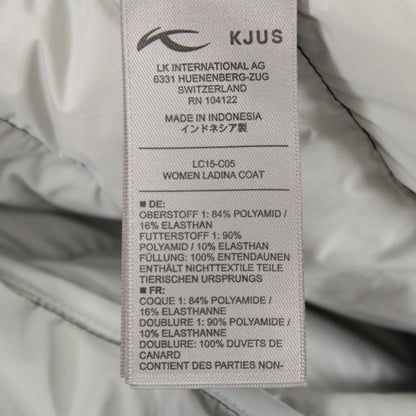 KJUS
LK INTERNATIONAL AG
6331 HUENENBERG-ZUG
SWITZERLAND
RN 104122
MADE IN INDONESIA
インドネシア製
LC15-C05
WOMEN LADINA COAT
■ DE:
OBERSTOFF 1: 84% POLYAMID /
16% ELASTHAN
FUTTERSTOFF 1: 90%
POLYAMID / 10% ELASTHAN
FÜLLUNG: 100% ENTENDAUNEN
ENTHÄLT NICHTTEXTILE TEILE
TIERISCHEN URSPRUNGS
■ FR:
COQUE 1: 84% POLYAMIDE /
16% ELASTHANNE
DOUBLURE 1: 90% POLYAMIDE /
10% ELASTHANNE
DOUBLURE: 100% DUVETS DE
CANARD
CONTIENT DES PARTIES NON-